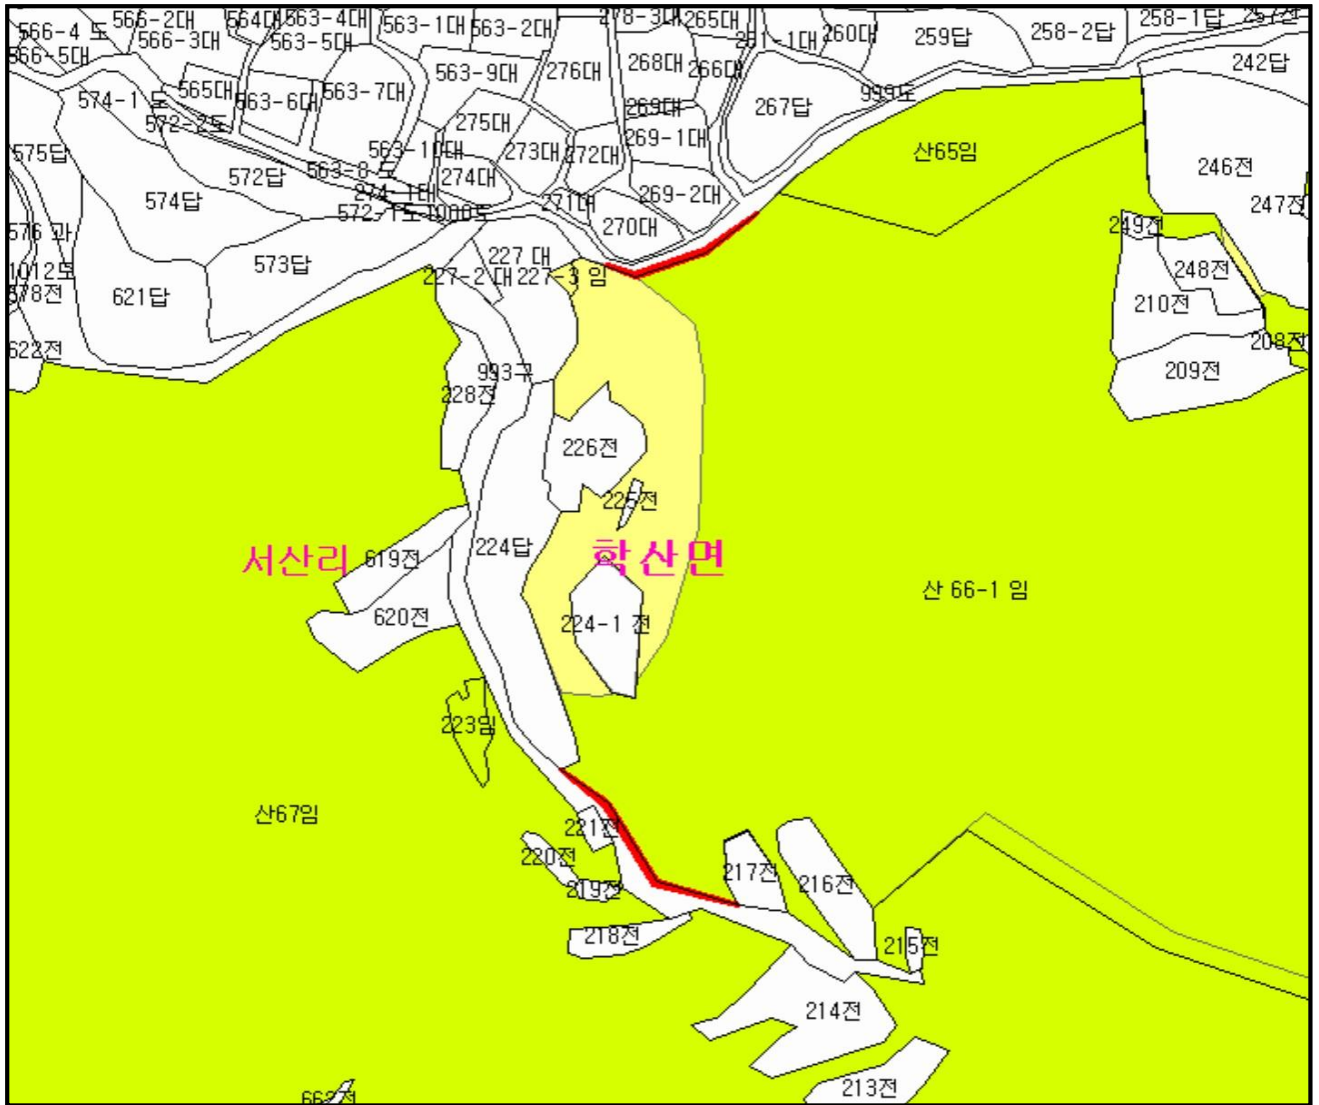 566-2대
564대
563-4대
563-1대
563-2대
278-3대
265대
258-1답
257전
566-4 도
566-3대
563-5대
261-1대
260대
259답
258-2답
566-5대
563-9대
276대
268대
266대
242답
565대
563-6대
563-7대
574-1 도
269대
267답
999도
572-2도
275대
269-1대
575답
563-10대
273대
272대
산65임
572답
563-8 도
274대
246전
574답
274-1대
271대
269-2대
247전
572-1도
1000도
270대
249전
576 과
573답
227 대
1012도
227-2 대
227-3 임
248전
578전
621답
210전
622전
993구
208전
228전
209전
226전
225전
서산리
619전
224답
학산면
620전
224-1 전
산 66-1 임
223임
산67임
221전
220전
219전
217전
216전
218전
215전
214전
213전
662전